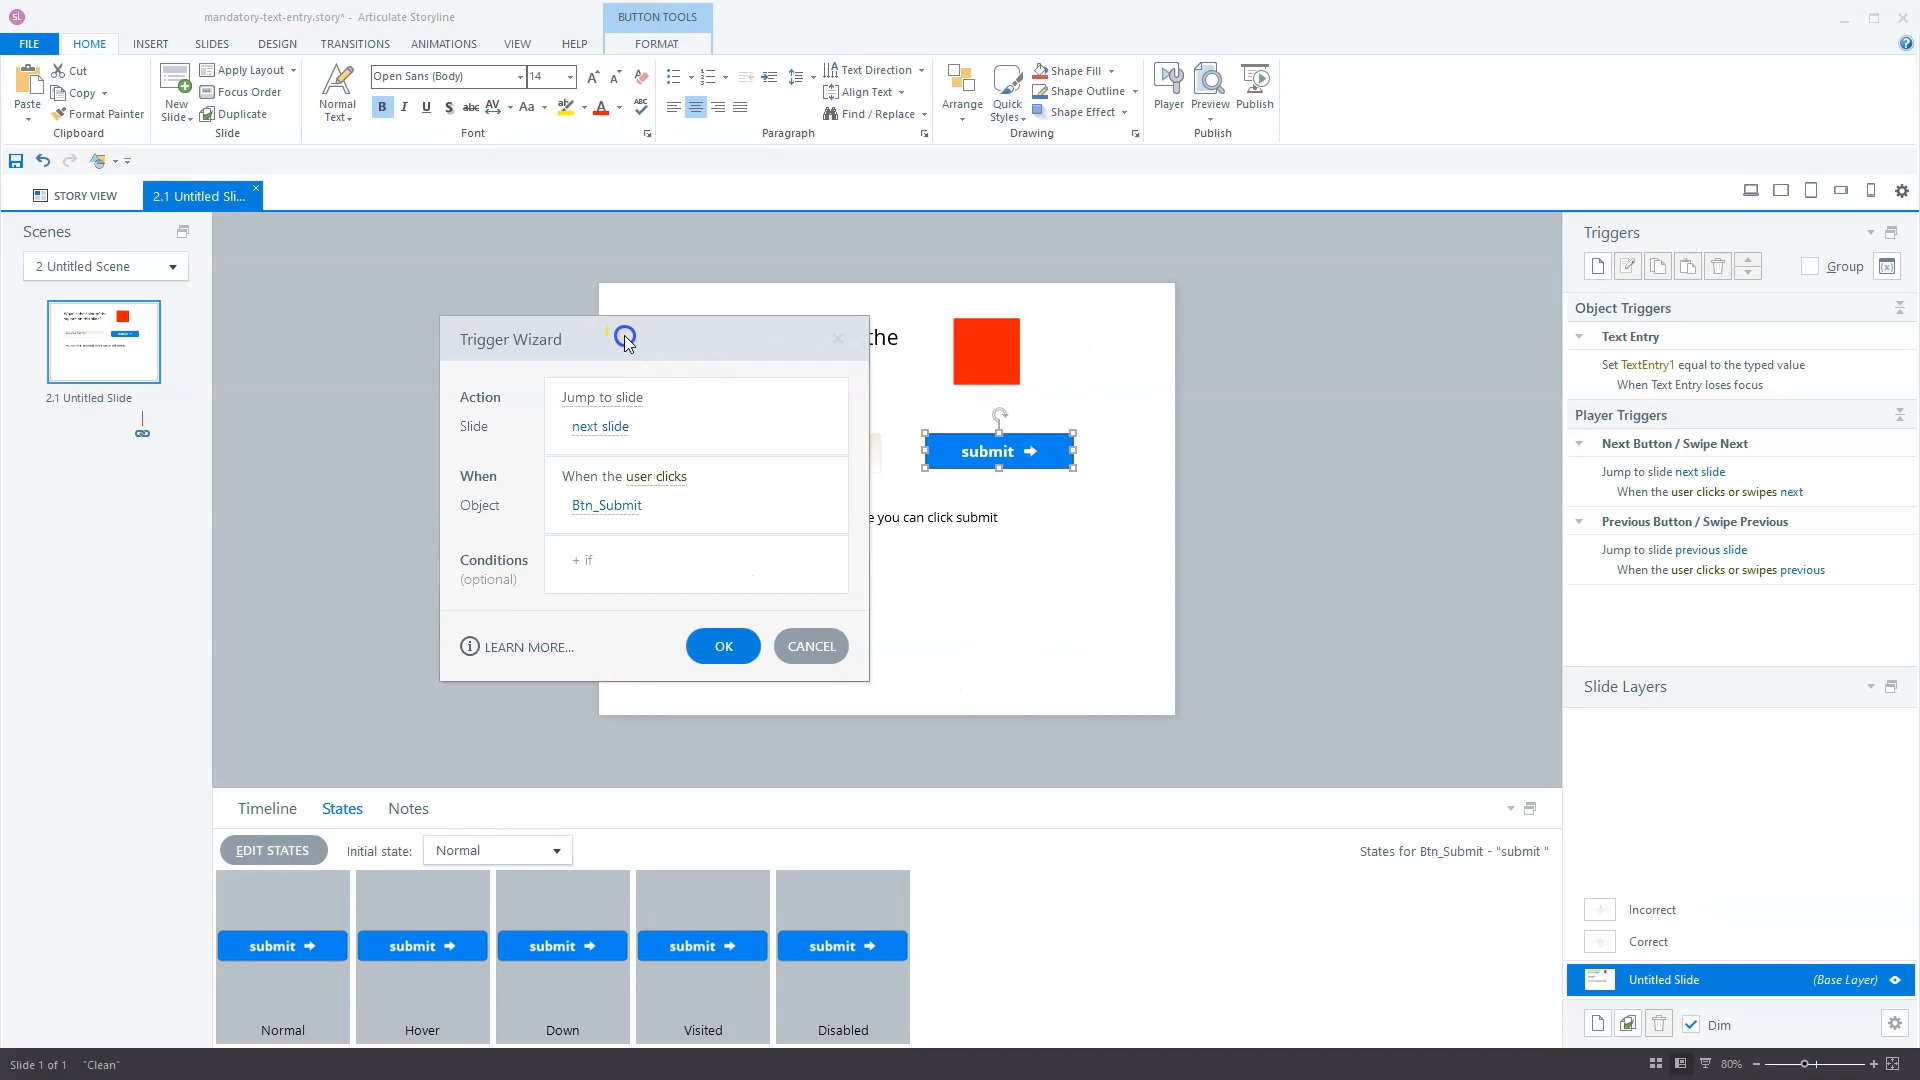 sl
mandatory-text-entry.story* - Articulate Storyline
BUTTON TOOLS
FILE
HOME
INSERT
SLIDES
DESIGN
TRANSITIONS
ANIMATIONS
VIEW
HELP
FORMAT
Paste
Cut
Copy
Format Painter
Clipboard
New
Slide
Apply Layout
Focus Order
Duplicate
Slide
Normal
Text
Open Sans (Body)
14
B I U S abc AV Aa A ABC
Font
Text Direction
Align Text
Find / Replace
Paragraph
Arrange
Quick
Styles
Shape Fill
Shape Outline
Shape Effect
Drawing
Player
Preview
Publish
Publish
STORY VIEW
2.1 Untitled Sli...
Scenes
2 Untitled Scene
2.1 Untitled Slide
Trigger Wizard
Action
Jump to slide
Slide
next slide
When
When the user clicks
Object
Btn_Submit
Conditions
(optional)
+ if
LEARN MORE...
OK
CANCEL
the
submit
e you can click submit
Triggers
Group
Object Triggers
Text Entry
Set TextEntry1 equal to the typed value
When Text Entry loses focus
Player Triggers
Next Button / Swipe Next
Jump to slide next slide
When the user clicks or swipes next
Previous Button / Swipe Previous
Jump to slide previous slide
When the user clicks or swipes previous
Slide Layers
Incorrect
Correct
Untitled Slide
(Base Layer)
Dim
Timeline
States
Notes
EDIT STATES
Initial state:
Normal
States for Btn_Submit - "submit "
submit
submit
submit
submit
submit
Normal
Hover
Down
Visited
Disabled
Slide 1 of 1
"Clean"
80%